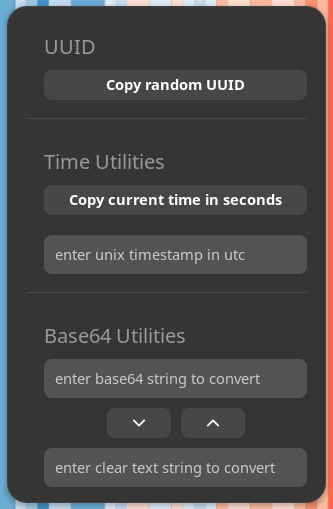 UUID
Copy random UUID
Time Utilities
Copy current time in seconds
enter unix timestamp in utc
Base64 Utilities
enter base64 string to convert
enter clear text string to convert